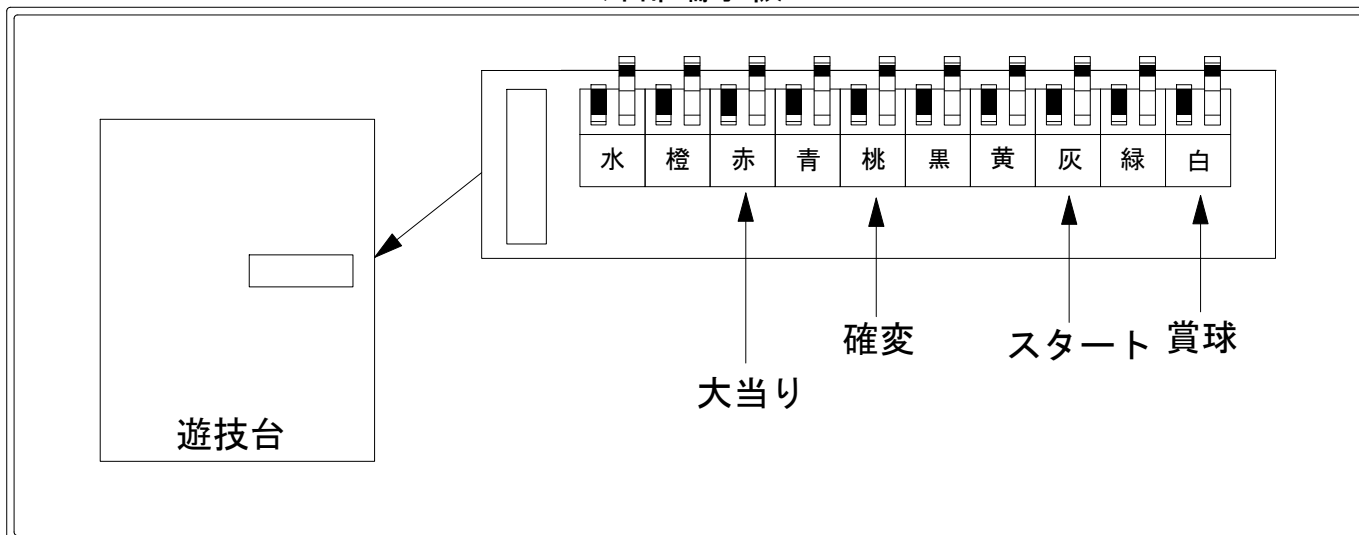 水 橙 赤 青 桃 黒 黄 灰 緑 白
確変
スタート
賞球
大当り
遊技台